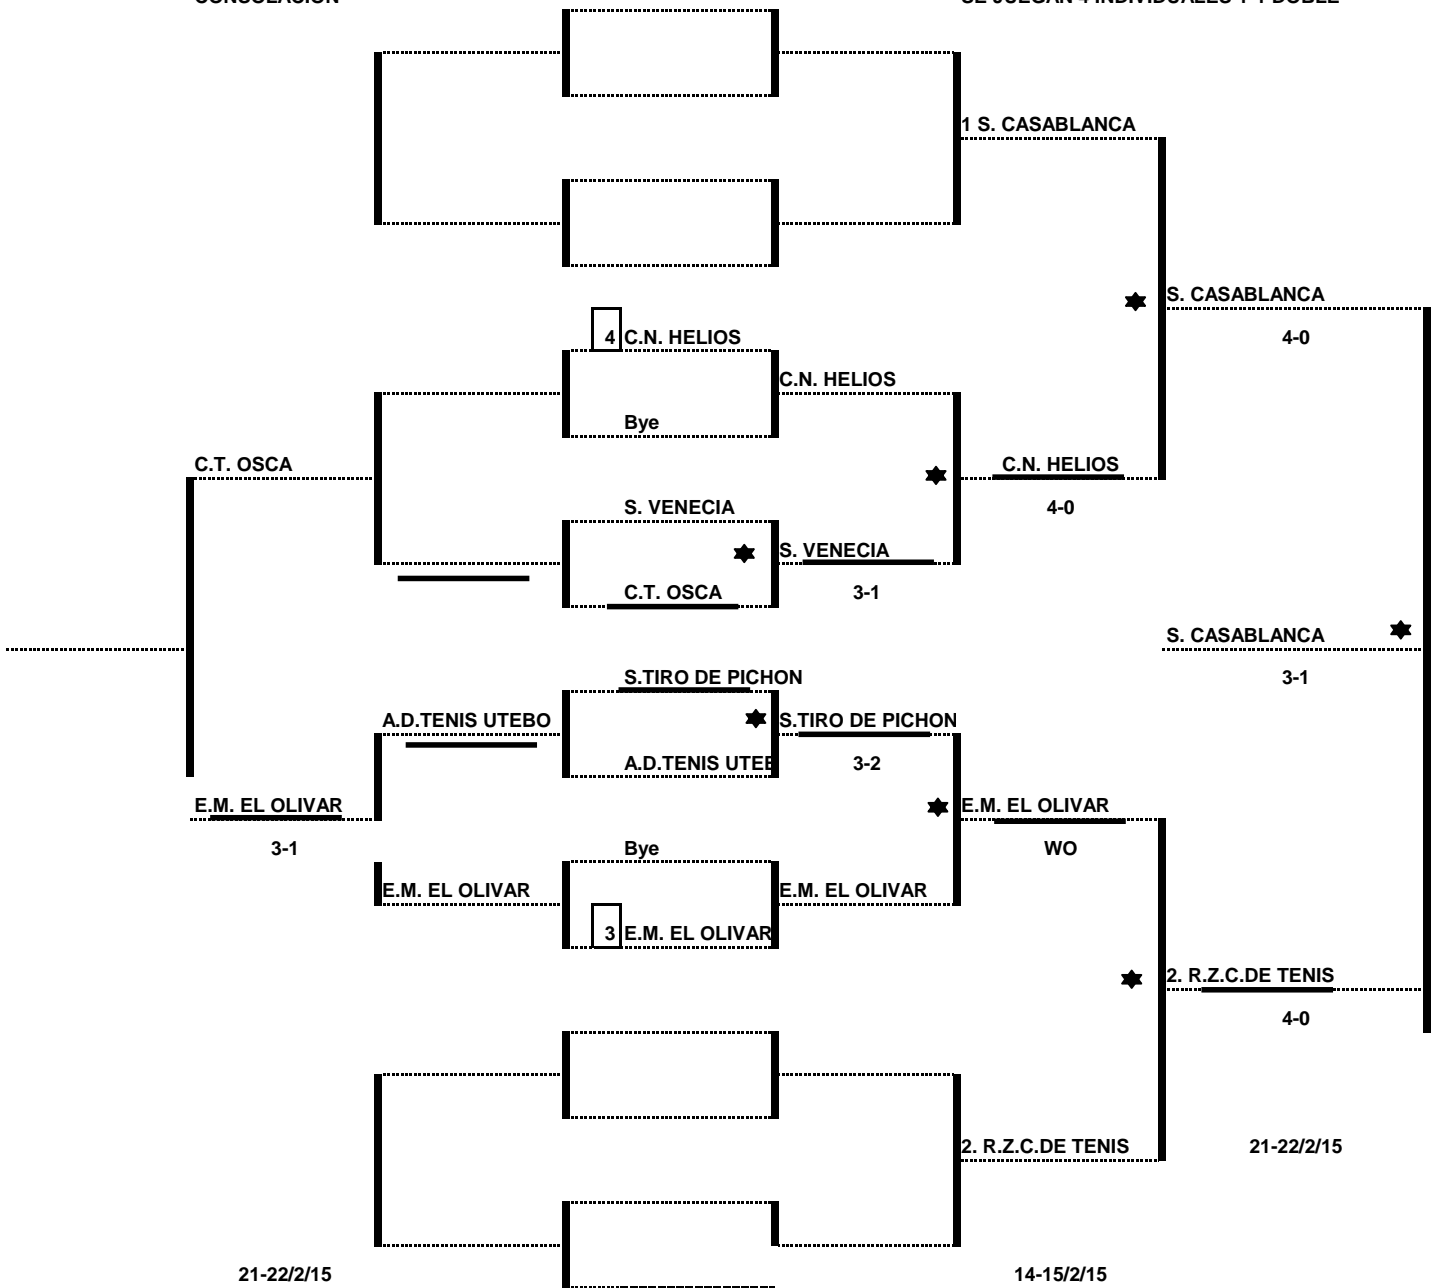 1 S. CASABLANCA
S. CASABLANCA
4 C.N. HELIOS
4-0
C.N. HELIOS
Bye
C.T. OSCA
C.N. HELIOS
S. VENECIA
4-0
S. VENECIA
C.T. OSCA
3-1
S. CASABLANCA
S.TIRO DE PICHON
3-1
A.D.TENIS UTEBO
S.TIRO DE PICHON
A.D.TENIS UTEB
3-2
E.M. EL OLIVAR
E.M. EL OLIVAR
3-1
Bye
WO
E.M. EL OLIVAR
E.M. EL OLIVAR
3 E.M. EL OLIVAR
2. R.Z.C.DE TENIS
4-0
2. R.Z.C.DE TENIS
21-22/2/15
21-22/2/15
14-15/2/15